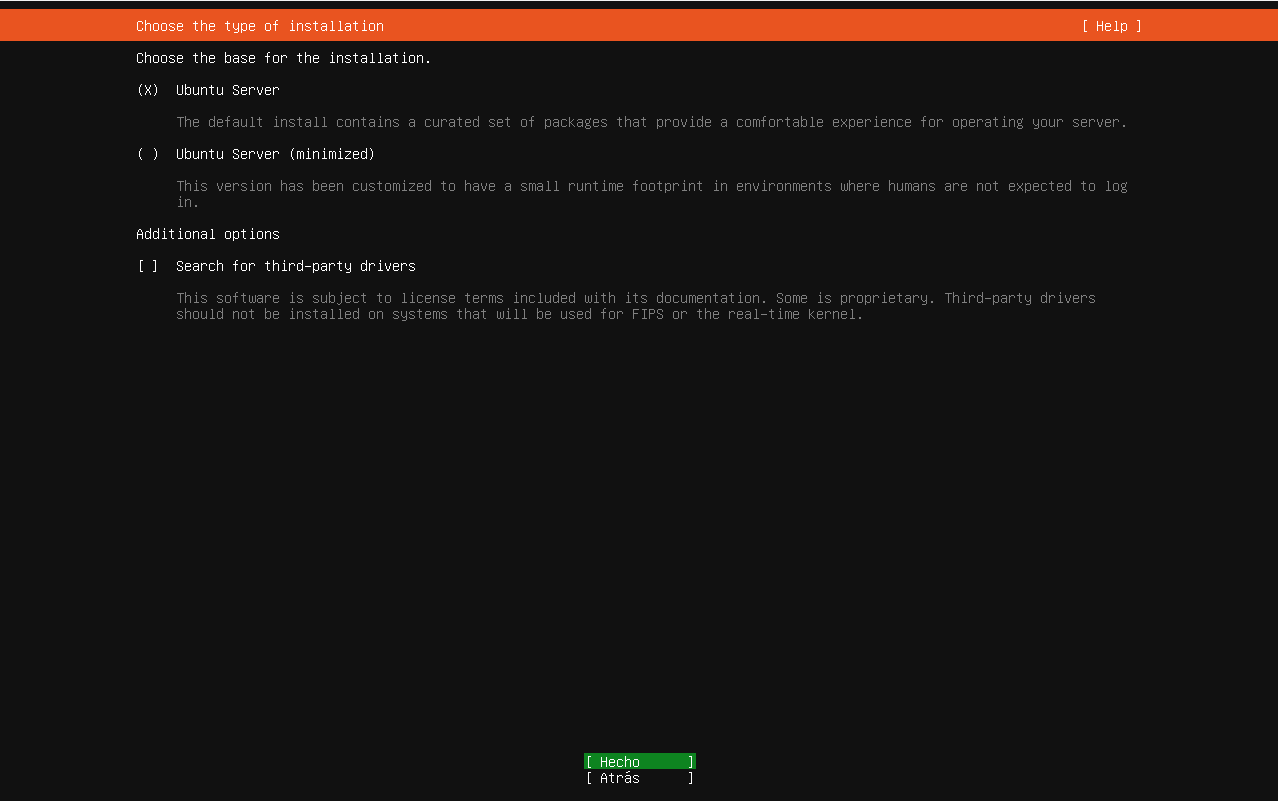 Choose the type of installation [ Help ]
Choose the base for the installation.
(X) Ubuntu Server
The default install contains a curated set of packages that provide a comfortable experience for operating your server.
( ) Ubuntu Server (minimized)
This version has been customized to have a small runtime footprint in environments where humans are not expected to log
in.
Additional options
[ ] Search for third-party drivers
This software is subject to license terms included with its documentation. Some is proprietary. Third-party drivers
should not be installed on systems that will be used for FIPS or the real-time kernel.
[ Hecho ]
[ Atrás ]